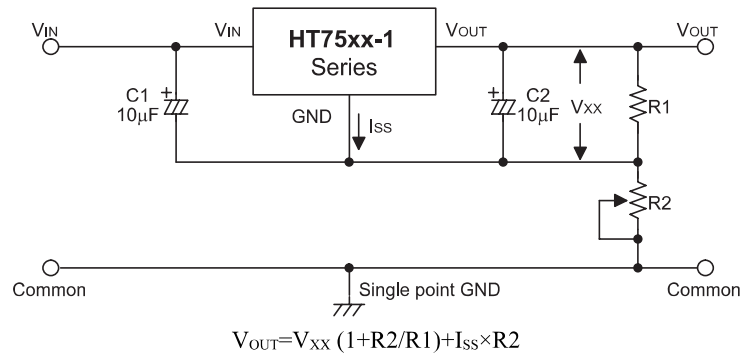 VIN VIN HT75xx-1 VOUT VOUT
Series
C1 10μF
GND
ISS
C2 10μF
VXX
R1
R2
Common Single point GND Common
VOUT=VXX (1+R2/R1)+ISS×R2